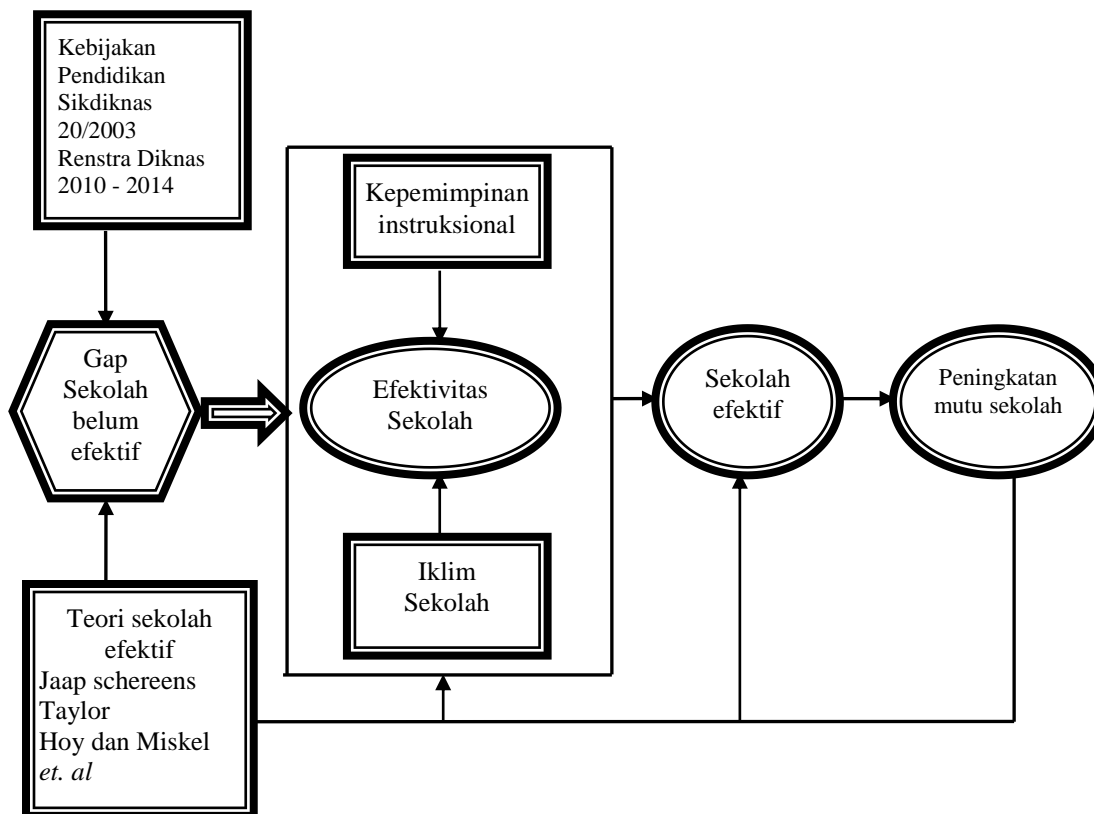 Kebijakan
Pendidikan
Sikdiknas
20/2003
Renstra Diknas
2010 - 2014
Kepemimpinan
instruksional
Gap
Sekolah
belum
efektif
Efektivitas
Sekolah
Sekolah
efektif
Peningkatan
mutu sekolah
Iklim
Sekolah
Teori sekolah
efektif
Jaap schereens
Taylor
Hoy dan Miskel
et. al